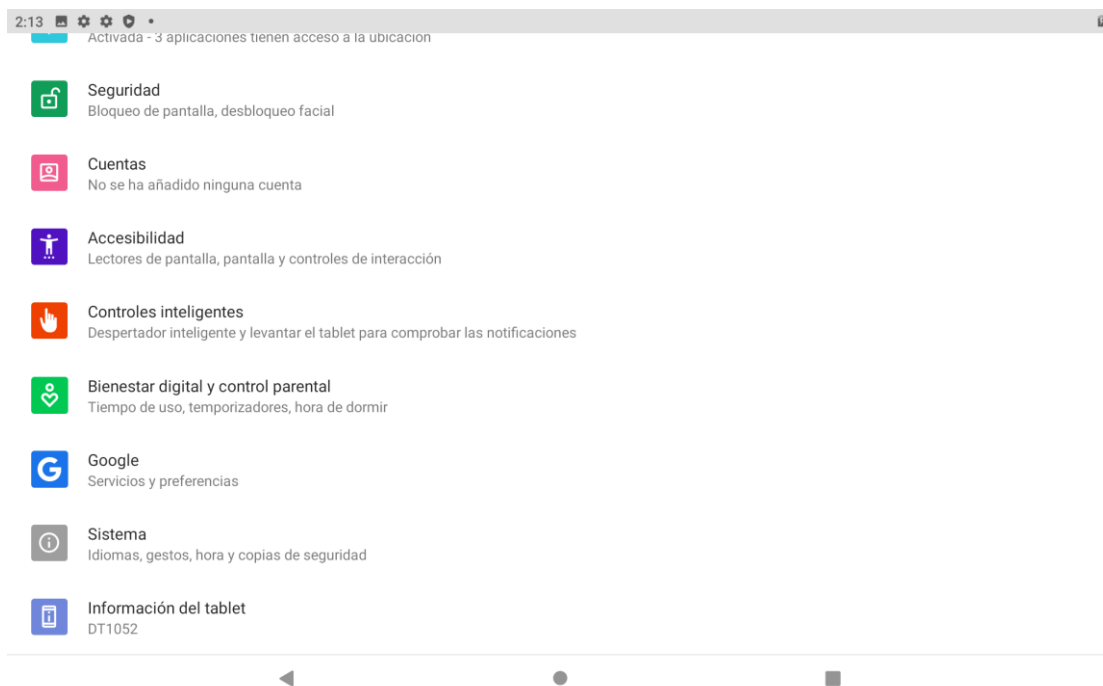 2:13
Activada - 3 aplicaciones tienen acceso a la ubicación
Seguridad
Bloqueo de pantalla, desbloqueo facial
Cuentas
No se ha añadido ninguna cuenta
Accesibilidad
Lectores de pantalla, pantalla y controles de interacción
Controles inteligentes
Despertador inteligente y levantar el tablet para comprobar las notificaciones
Bienestar digital y control parental
Tiempo de uso, temporizadores, hora de dormir
Google
Servicios y preferencias
Sistema
Idiomas, gestos, hora y copias de seguridad
Información del tablet
DT1052